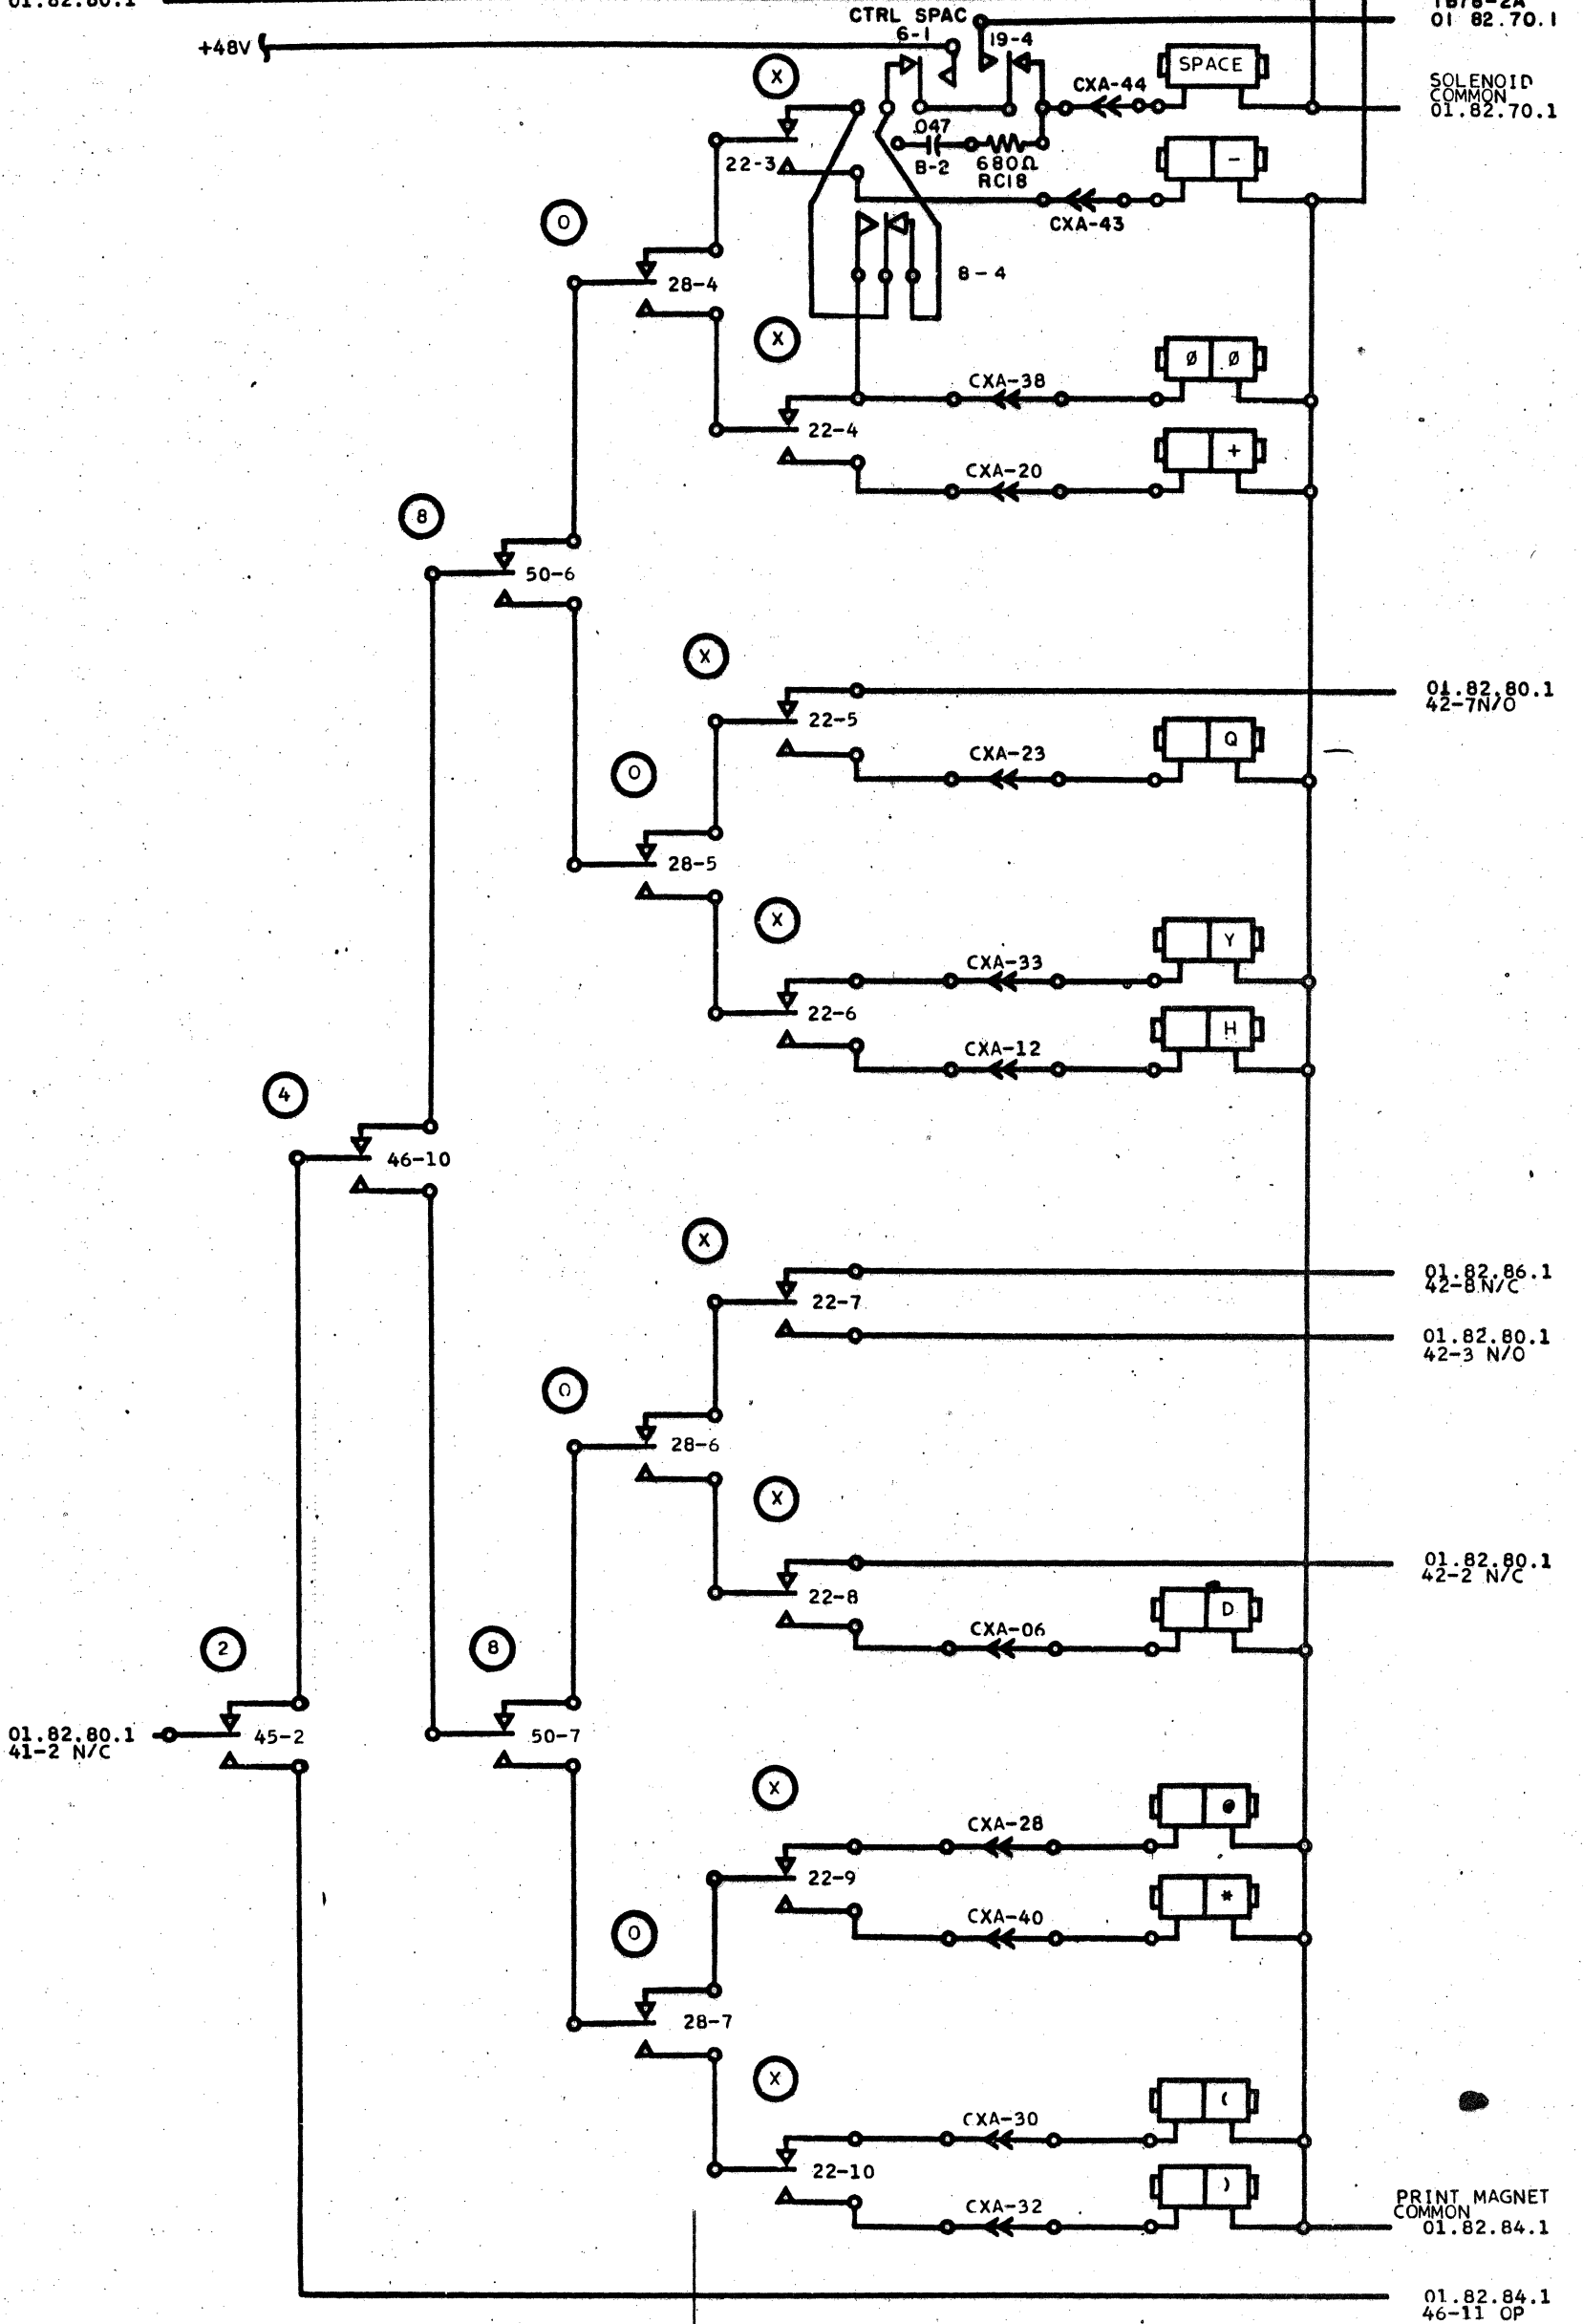 01.82.80.1
TB78-2A
01 82.70.1
CTRL SPAC
6-1
19-4
+48V
X
SPACE
CXA-44
SOLENOID
COMMON
01.82.70.1
.047
B-2
680Ω
RC18
22-3
-
CXA-43
O
28-4
8-4
X
Ø Ø
CXA-38
22-4
+
CXA-20
8
50-6
X
01.82.80.1
42-7N/O
22-5
Q
CXA-23
O
28-5
X
Y
CXA-33
22-6
H
CXA-12
4
46-10
X
01.82.86.1
42-8N/C
22-7
01.82.80.1
42-3 N/O
O
28-6
X
01.82.80.1
42-2 N/C
22-8
D
CXA-06
2
8
01.82.80.1
41-2 N/C
45-2
50-7
X
@
CXA-28
22-9
*
CXA-40
O
28-7
X
(
CXA-30
22-10
)
CXA-32
PRINT MAGNET
COMMON
01.82.84.1
01.82.84.1
46-11 OP